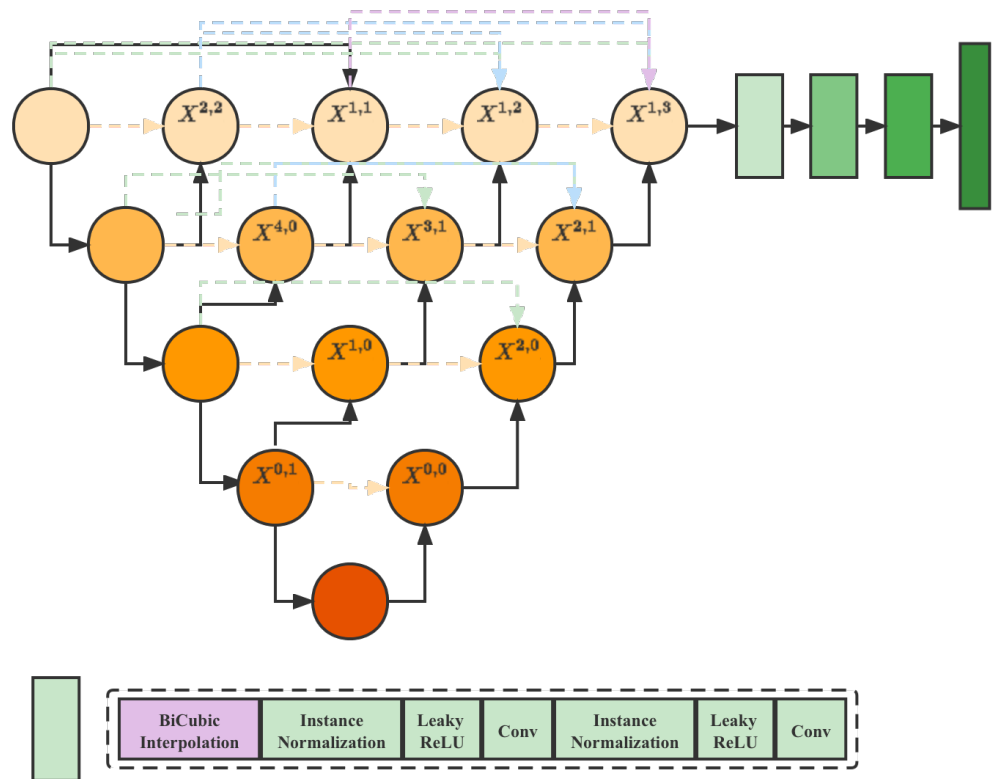 X^{2,2} X^{1,1} X^{1,2} X^{1,3}
X^{4,0} X^{3,1} X^{2,1}
X^{1,0} X^{2,0}
X^{0,1} X^{0,0}
BiCubic
Interpolation
Instance
Normalization
Leaky
ReLU
Conv
Instance
Normalization
Leaky
ReLU
Conv